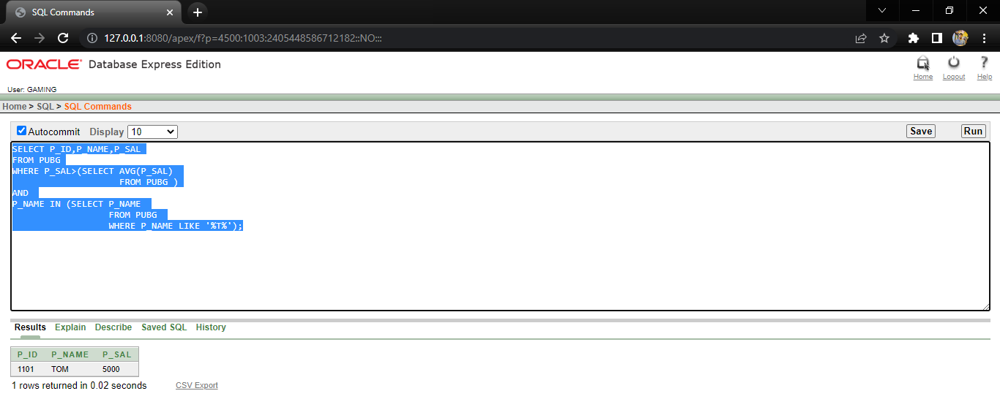 SQL Commands
127.0.0.1:8080/apex/f?p=4500:1003:2405448586712182::NO:::
ORACLE Database Express Edition
Home Logout Help
User: GAMING
Home > SQL > SQL Commands
Autocommit Display 10 Save Run
SELECT P_ID,P_NAME,P_SAL
FROM PUBG
WHERE P_SAL>(SELECT AVG(P_SAL)
FROM PUBG )
AND
P_NAME IN (SELECT P_NAME
FROM PUBG
WHERE P_NAME LIKE '%T%');
Results Explain Describe Saved SQL History
P_ID P_NAME P_SAL
1101 TOM 5000
1 rows returned in 0.02 seconds CSV Export